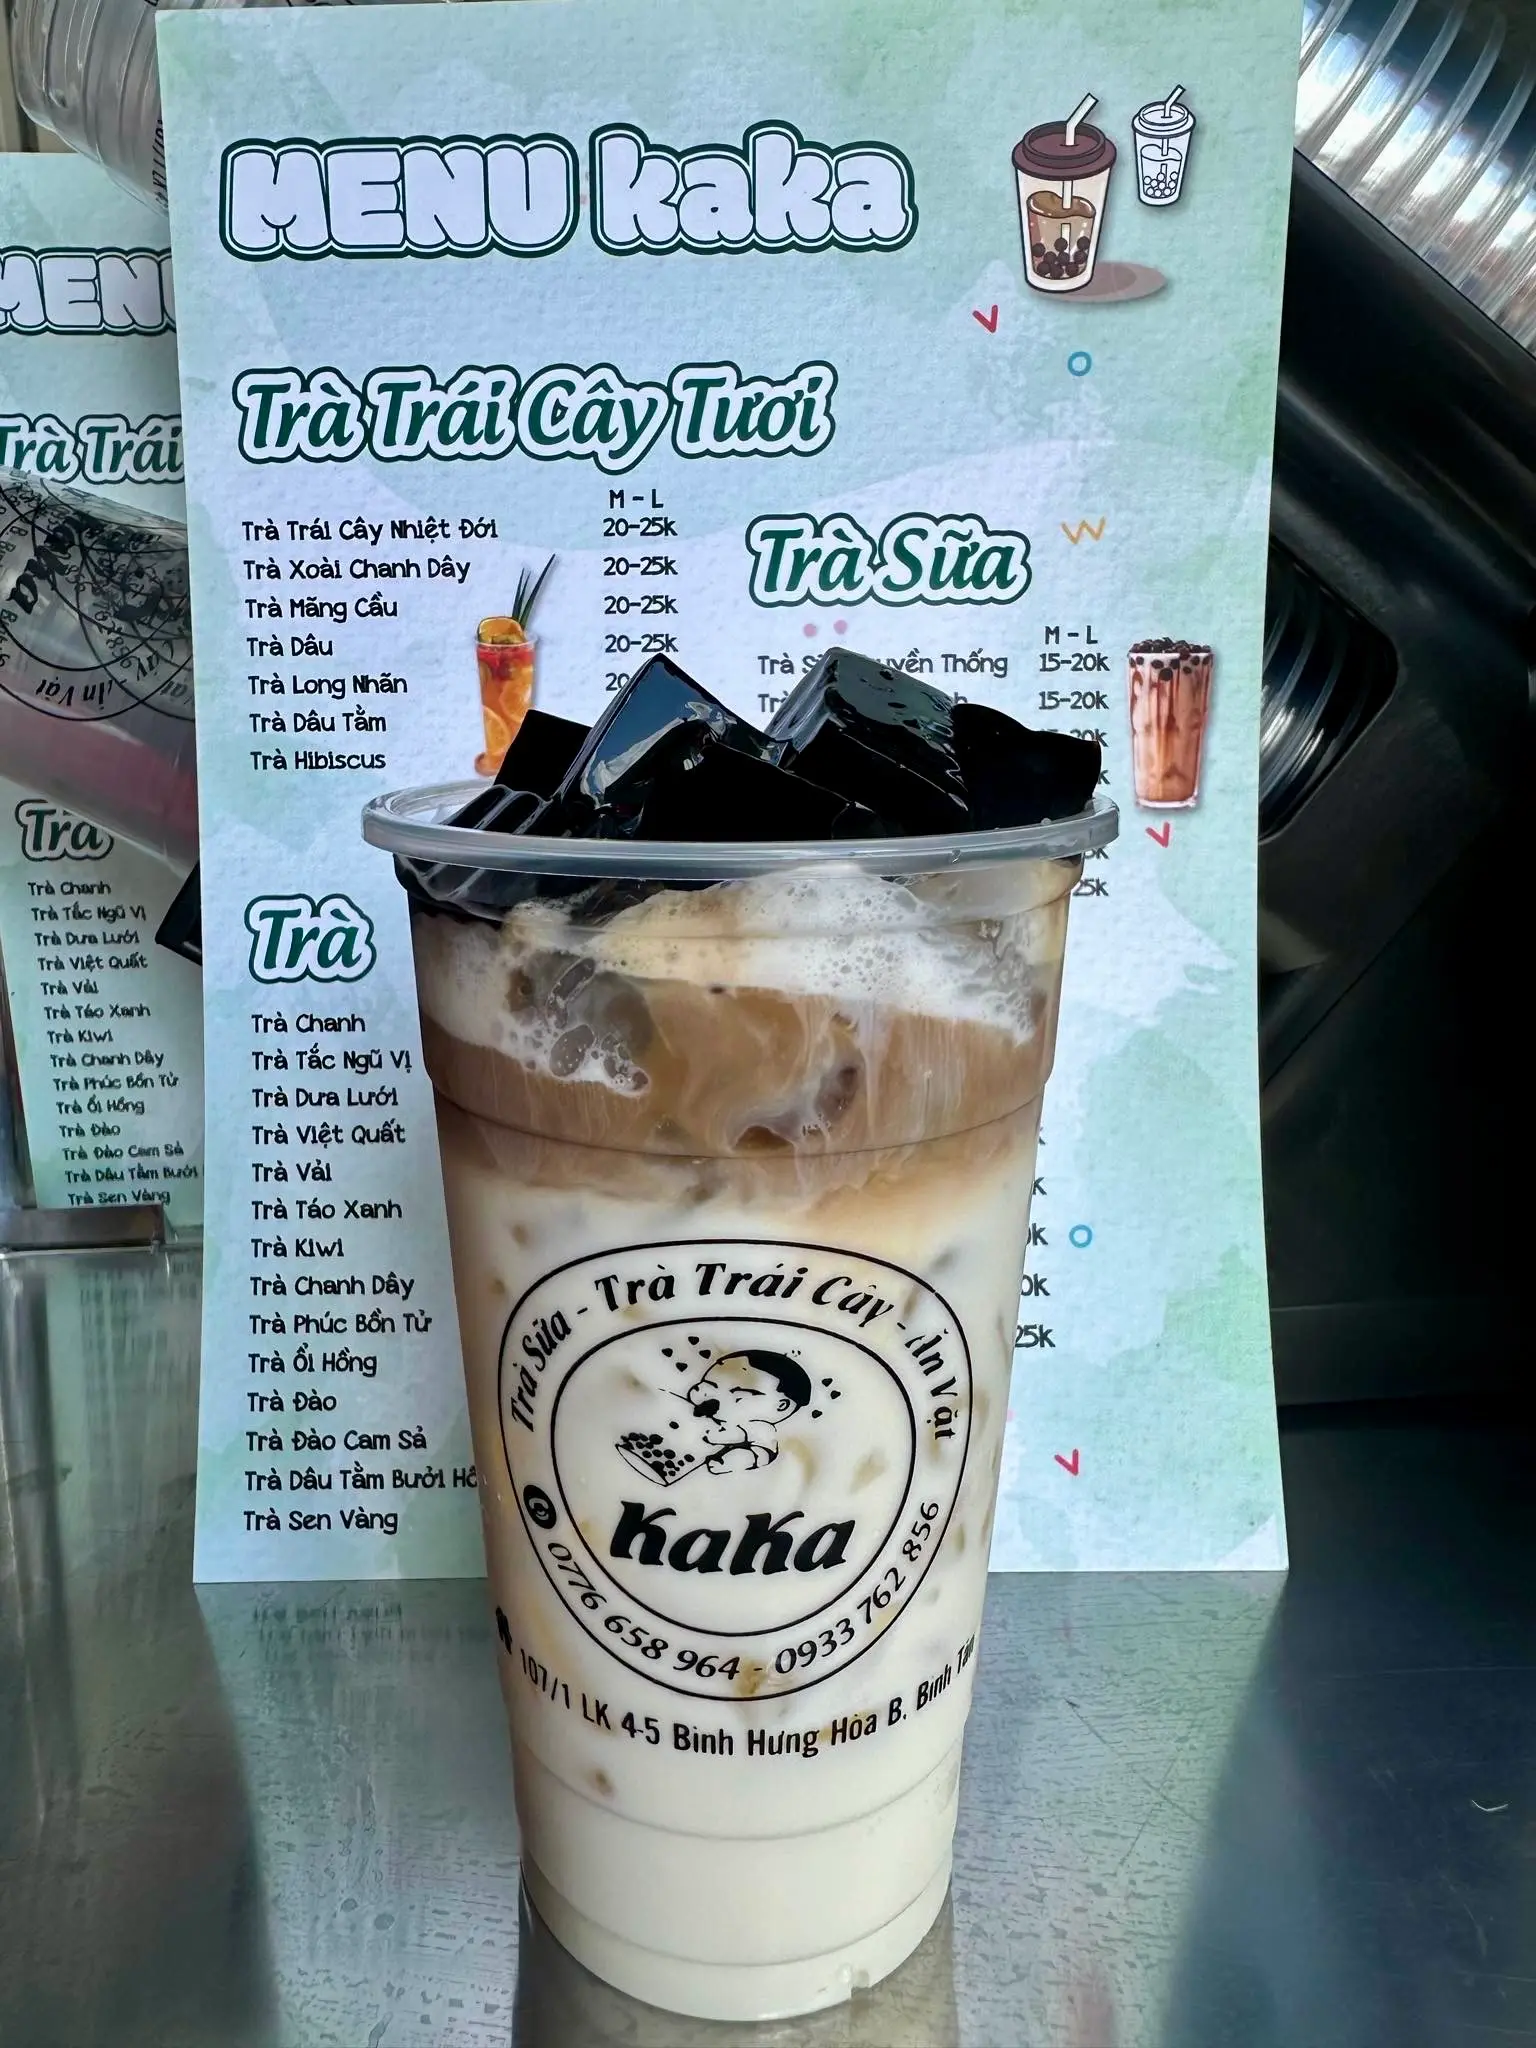 MENU kaka
Trà Trái Cây Tươi
M - L
Trà Trái Cây Nhiệt Đới 20-25k
Trà Xoài Chanh Dây 20-25k
Trà Mãng Cầu 20-25k
Trà Dâu 20-25k
Trà Long Nhãn 20
Trà Dâu Tằm
Trà Hibiscus
Trà Sữa
M - L
Trà Thống 15-20k
15-20k
25k
Trà
Trà Chanh
Trà Tắc Ngũ Vị
Trà Dưa Lưới
Trà Việt Quất
Trà Vải
Trà Táo Xanh
Trà Kiwi
Trà Chanh Dây
Trà Phúc Bồn Tử
Trà Ổi Hồng
Trà Đào
Trà Đào Cam Sả
Trà Dâu Tằm Bưởi
Trà Sen Vàng
25k
Trà Sữa - Trà Trái Cây - Ăn Vặt
KaKa
0776 658 964 - 0933 762 856
107/1 LK 4-5 Bình Hưng Hòa B. Bình Tân
MENU
Trà Trái
Trà
Trà Chanh
Trà Tắc Ngũ Vị
Trà Dưa Lưới
Trà Việt Quất
Trà Vải
Trà Táo Xanh
Trà Kiwi
Trà Chanh Dây
Trà Phúc Bồn Tử
Trà Ổi Hồng
Trà Đào
Trà Đào Cam Sả
Trà Dâu Tằm Bưởi
Trà Sen Vàng